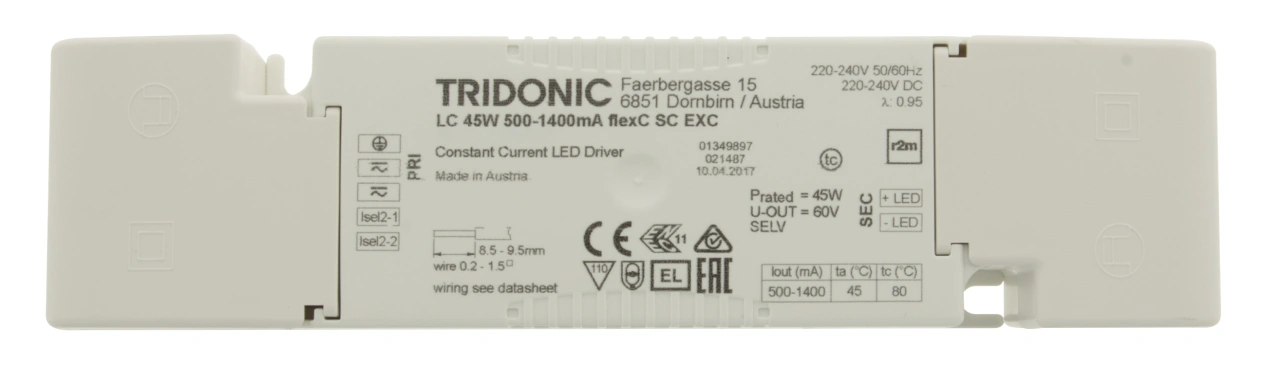 TRIDONIC
Faerbergasse 15
6851 Dornbirn / Austria
LC 45W 500-1400mA flexC SC EXC
Constant Current LED Driver
Made in Austria
01349897
021487
10.04.2017
tc
220-240V 50/60Hz
220-240V DC
λ: 0.95
r2m
PRI
Isel2-1
Isel2-2
8.5 - 9.5mm
wire 0.2 - 1.5□
wiring see datasheet
Prated = 45W
U-OUT = 60V
SELV
SEC
+ LED
- LED
CE
11
110
EL
EAC
Iout (mA) ta (°C) tc (°C)
500-1400 45 80